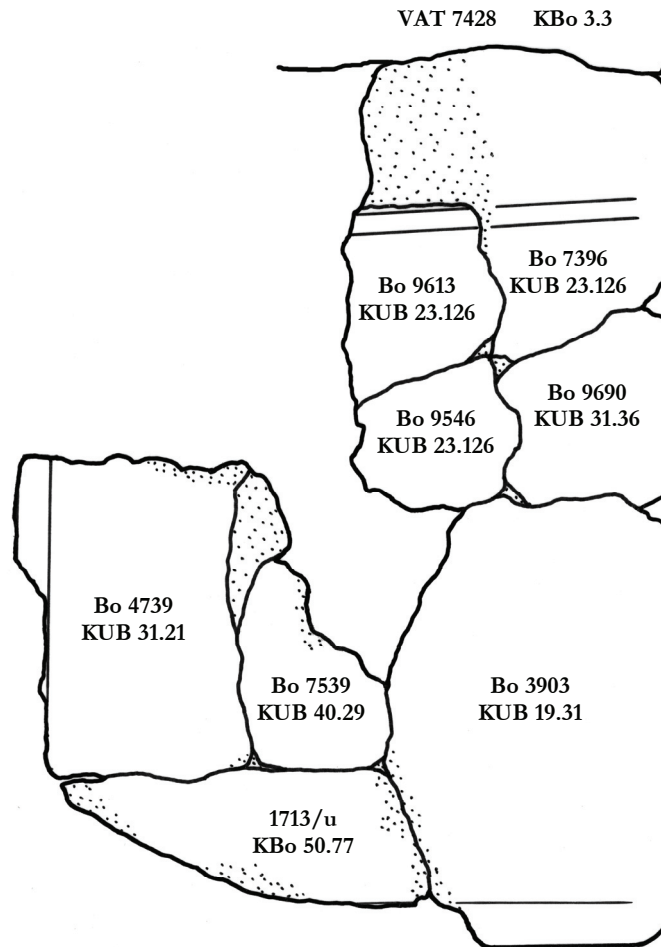 VAT 7428 KBo 3.3
Bo 7396
KUB 23.126
Bo 9613
KUB 23.126
Bo 9690
KUB 31.36
Bo 9546
KUB 23.126
Bo 4739
KUB 31.21
Bo 7539
KUB 40.29
Bo 3903
KUB 19.31
1713/u
KBo 50.77